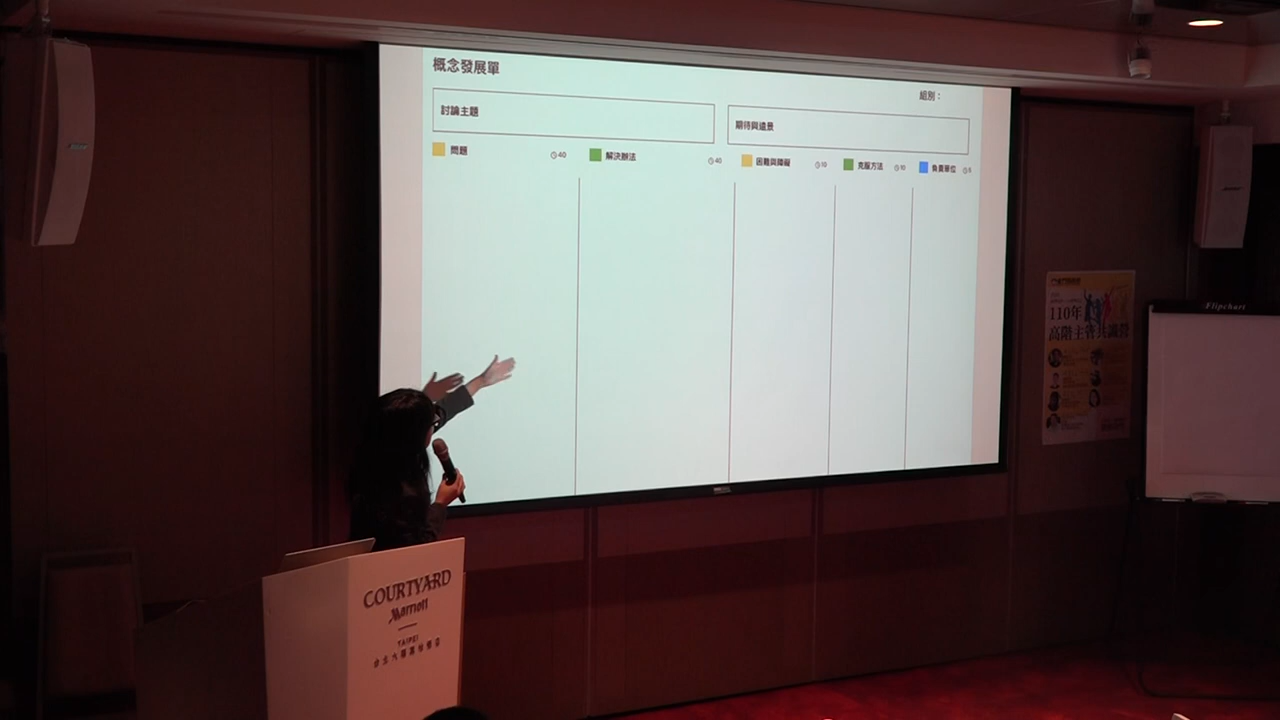 概念發展單
組別：
討論主題
期待與遠景
問題
40
解決辦法
40
困難與障礙
10
克服方法
10
負責單位
5
110年
高階主管共識營
Flipchart
COURTYARD
Marriott
TAIPEI